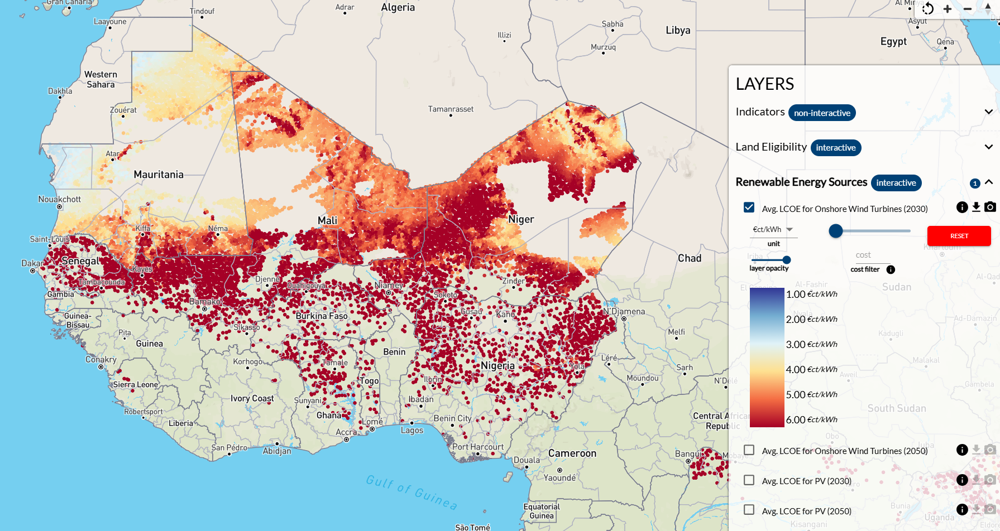 Gran Canaria
Tindouf
Adrar
Algeria
Laayoune
Illizi
Sabha
Murzuq
Libya
Asyut
Egypt
Qena
Western
Sahara
Dakhla
Zouérat
Tamanrasset
Atar
Mauritania
Nouakchott
Mali
Niger
Kiffa
Néma
Saint-Louis
Dakar
Senegal
Kayes
Tambacounda
Gambia
Djenne
Ouahigouya
Niamey
Zinder
Chad
Bamako
Sokoto
Gusau
Kano
N'Djamena
Guinea-
Bissau
Sikasso
Burkina Faso
Pita
Guinea
Melfi
Benin
Conakry
Korhogo
Tamale
Nigeria
Yola
Léré
Sarh
Sierra Leone
Togo
Ilorin
Moundou
N'Délé
Ivory Coast
Sunyani
Ibadan
Robertsport
Liberia
Ghana
Lomé
Benin City
Central African
Republic
Accra
Lagos
San Pédro
Abidjan
Port Harcourt
Douala
Cameroon
Bangui
Yaoundé
Gulf of Guinea
Equatorial
Guinea
São Tomé
LAYERS
Indicators non-interactive
Land Eligibility interactive
Renewable Energy Sources interactive 1
Avg. LCOE for Onshore Wind Turbines (2030)
€ct/kWh
unit
RESET
layer opacity
cost
cost filter
Khartoum
Iriba
El Geneina
Al-Fashir
Sudan
Al-Qad
Nyala
Ad-Damazin
Kadugli
Malakal
Aweil
Gambela
South Sudan
1.00 €ct/kWh
2.00 €ct/kWh
3.00 €ct/kWh
4.00 €ct/kWh
5.00 €ct/kWh
6.00 €ct/kWh
Obo
Juba
Mobaye
Avg. LCOE for Onshore Wind Turbines (2050)
Avg. LCOE for PV (2030)
Avg. LCOE for PV (2050)
Bunia
Uganda
Kisangani